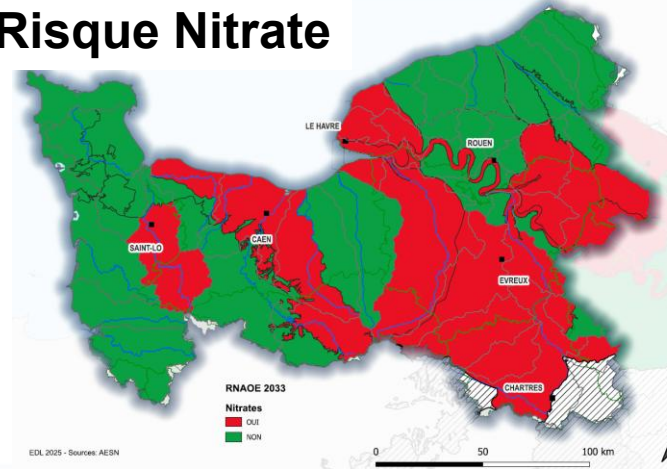 Risque Nitrate
LE HAVRE
ROUEN
SAINT-LO
CAEN
EVREUX
CHARTRES
RNAOE 2033
Nitrates
OUI
NON
EDL 2025 - Sources: AESN
0 50 100 km